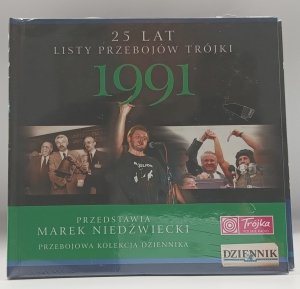 25 LAT
LISTY PRZEBOJÓW TRÓJKI
1991
PRZEDSTAWIA
MAREK NIEDŹWIECKI
PRZEBOJOWA KOLEKCJA DZIENNIKA
Trójka
DZIENNIK